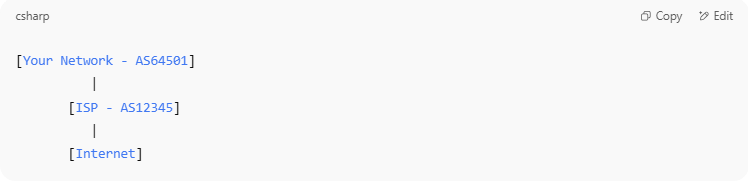 csharp Copy Edit
[Your Network - AS64501]
|
[ISP - AS12345]
|
[Internet]